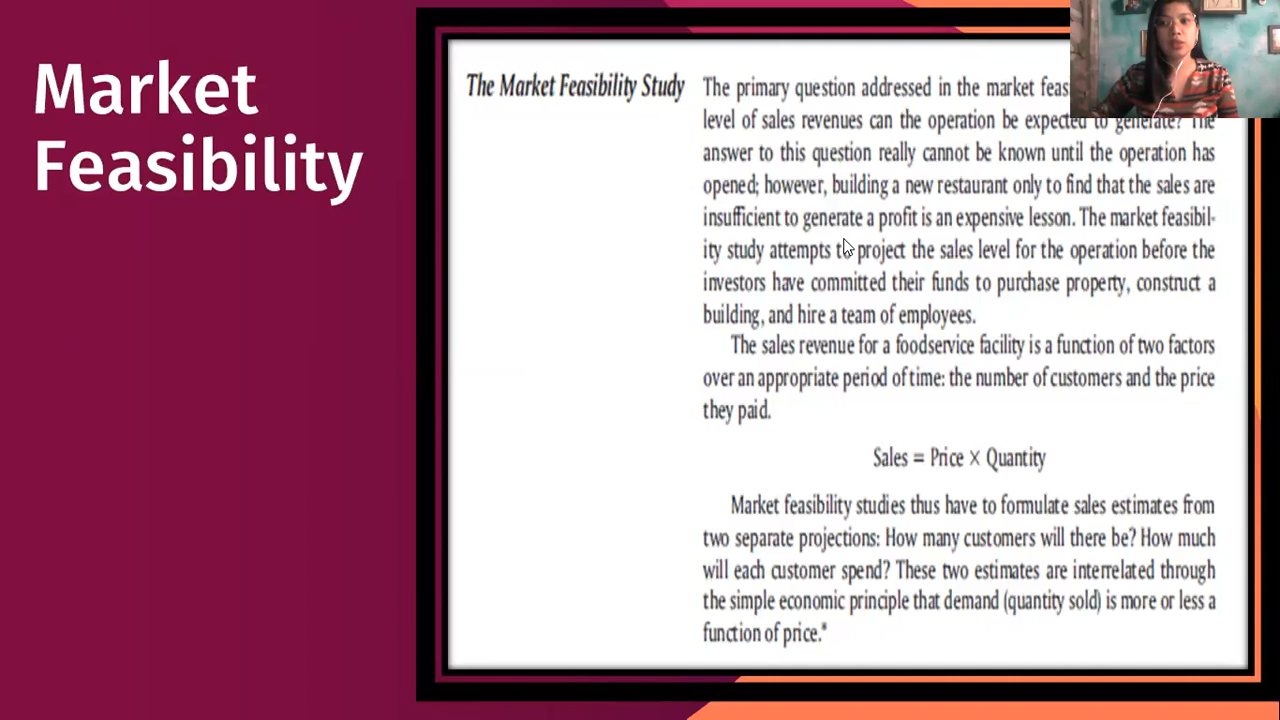 Market
Feasibility
The Market Feasibility Study
The primary question addressed in the market
level of sales revenues can the operation be expected to generate? The
answer to this question really cannot be known until the operation has
opened; however, building a new restaurant only to find that the sales are
insufficient to generate a profit is an expensive lesson. The market feasibil-
ity study attempts to project the sales level for the operation before the
investors have committed their funds to purchase property, construct a
building, and hire a team of employees.
The sales revenue for a foodservice facility is a function of two factors
over an appropriate period of time: the number of customers and the price
they paid.
Sales = Price × Quantity
Market feasibility studies thus have to formulate sales estimates from
two separate projections: How many customers will there be? How much
will each customer spend? These two estimates are interrelated through
the simple economic principle that demand (quantity sold) is more or less a
function of price.*